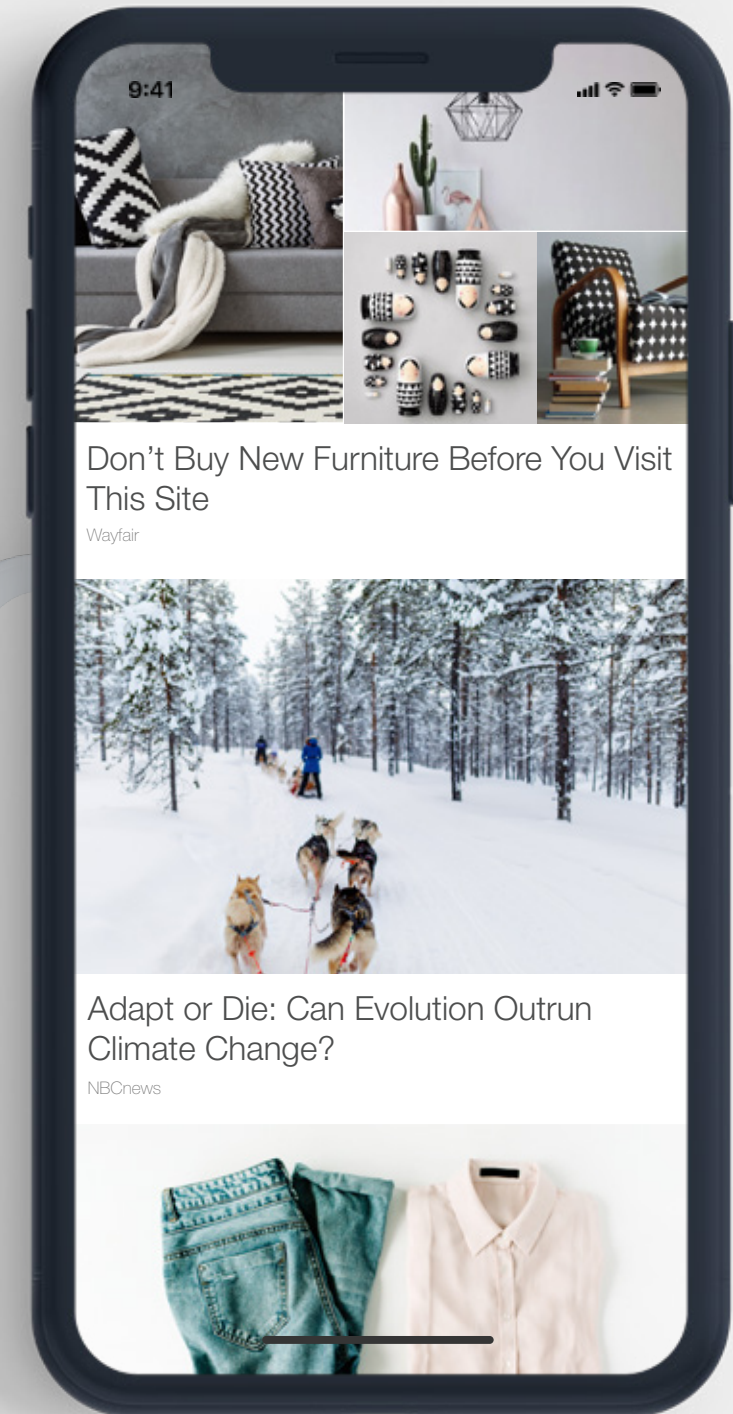 9:41
Don’t Buy New Furniture Before You Visit
This Site
Wayfair
Adapt or Die: Can Evolution Outrun
Climate Change?
NBCnews